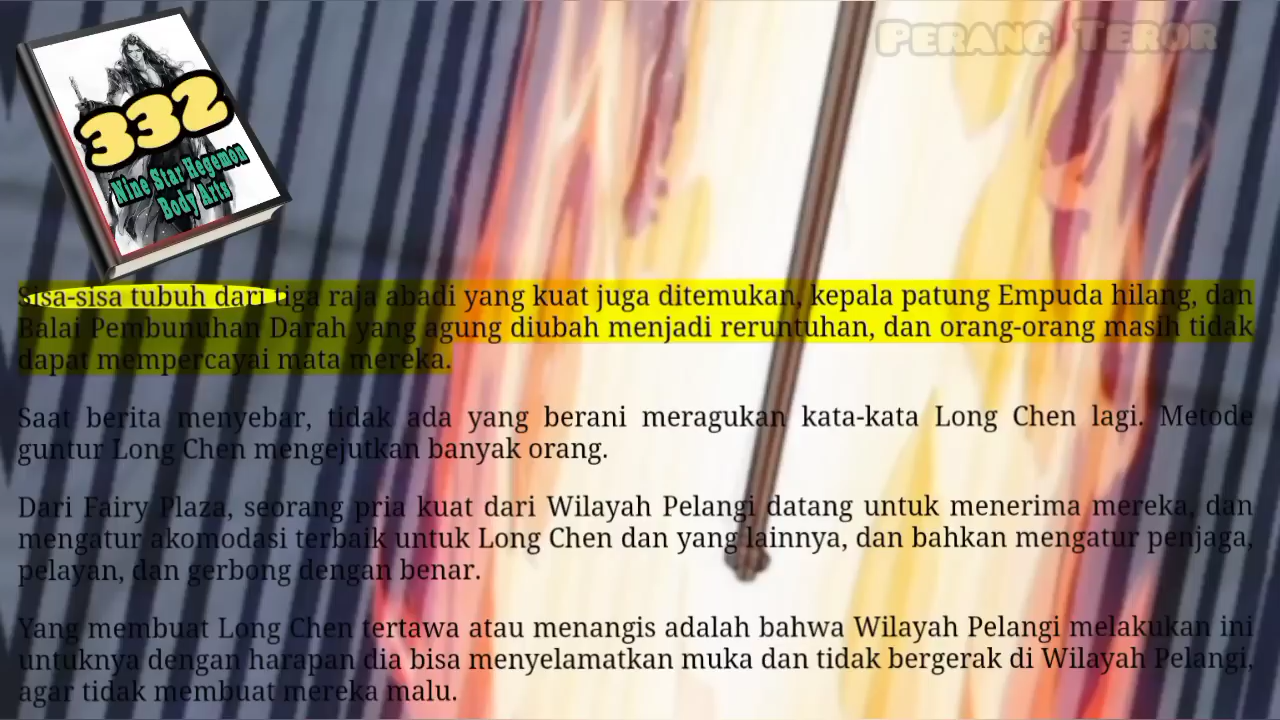 Perang Teror
332
Nine Star Hegemon
Body Arts
Sisa-sisa tubuh dari tiga raja abadi yang kuat juga ditemukan, kepala patung Empuda hilang, dan
Balai Pembunuhan Darah yang agung diubah menjadi reruntuhan, dan orang-orang masih tidak
dapat mempercayai mata mereka.
Saat berita menyebar, tidak ada yang berani meragukan kata-kata Long Chen lagi. Metode
guntur Long Chen mengejutkan banyak orang.
Dari Fairy Plaza, seorang pria kuat dari Wilayah Pelangi datang untuk menerima mereka, dan
mengatur akomodasi terbaik untuk Long Chen dan yang lainnya, dan bahkan mengatur penjaga,
pelayan, dan gerbong dengan benar.
Yang membuat Long Chen tertawa atau menangis adalah bahwa Wilayah Pelangi melakukan ini
untuknya dengan harapan dia bisa menyelamatkan muka dan tidak bergerak di Wilayah Pelangi,
agar tidak membuat mereka malu.